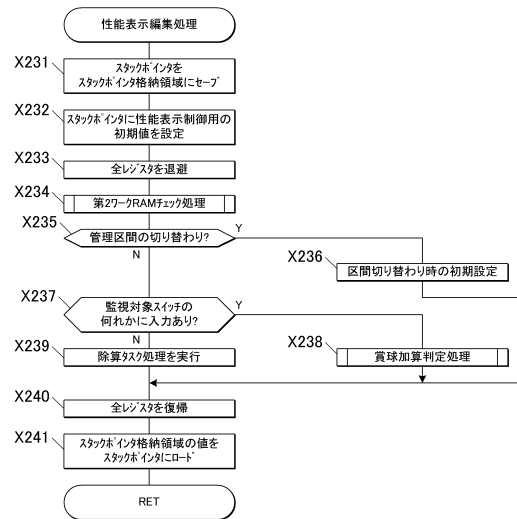 性能表示編集処理
X231
スタックポインタを
スタックポインタ格納領域にセーブ
X232
スタックポインタに性能表示制御用の
初期値を設定
X233
全レジスタを退避
X234
第2ワークRAMチェック処理
X235
管理区間の切り替わり?
Y
N
X236
区間切り替わり時の初期設定
X237
監視対象スイッチの
何れかに入力あり?
Y
N
X238
賞球加算判定処理
X239
除算タスク処理を実行
X240
全レジスタを復帰
X241
スタックポインタ格納領域の値を
スタックポインタにロード
RET